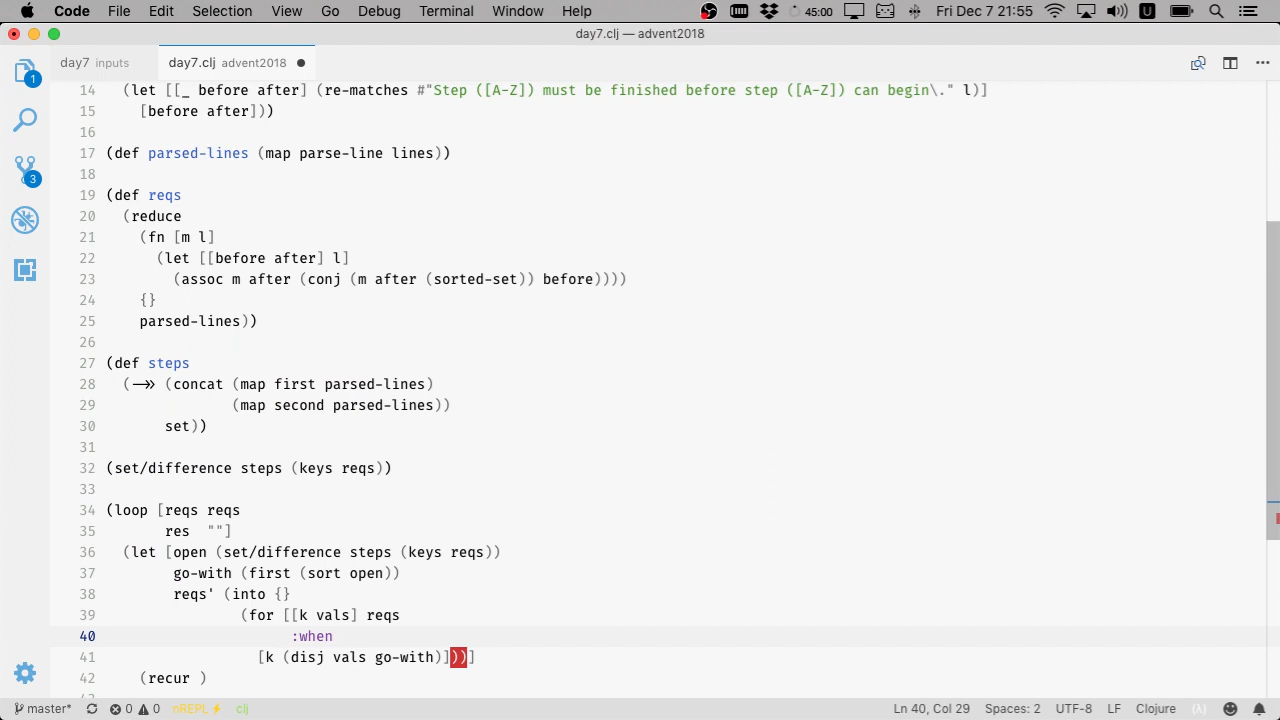 Code File Edit Selection View Go Debug Terminal Window Help 45:00 U Fri Dec 7 21:55
day7.clj — advent2018
day7 inputs day7.clj advent2018
1
3
14 (let [[_ before after] (re-matches #"Step ([A-Z]) must be finished before step ([A-Z]) can begin\." l)]
15 [before after]))
16
17 (def parsed-lines (map parse-line lines))
18
19 (def reqs
20 (reduce
21 (fn [m l]
22 (let [[before after] l]
23 (assoc m after (conj (m after (sorted-set)) before))))
24 {}
25 parsed-lines))
26
27 (def steps
28 (->> (concat (map first parsed-lines)
29 (map second parsed-lines))
30 set))
31
32 (set/difference steps (keys reqs))
33
34 (loop [reqs reqs
35 res ""]
36 (let [open (set/difference steps (keys reqs))
37 go-with (first (sort open))
38 reqs' (into {}
39 (for [[k vals] reqs
40 :when
41 [k (disj vals go-with)]))]
42 (recur )
master* 0 0 nREPL clj Ln 40, Col 29 Spaces: 2 UTF-8 LF Clojure (λ)